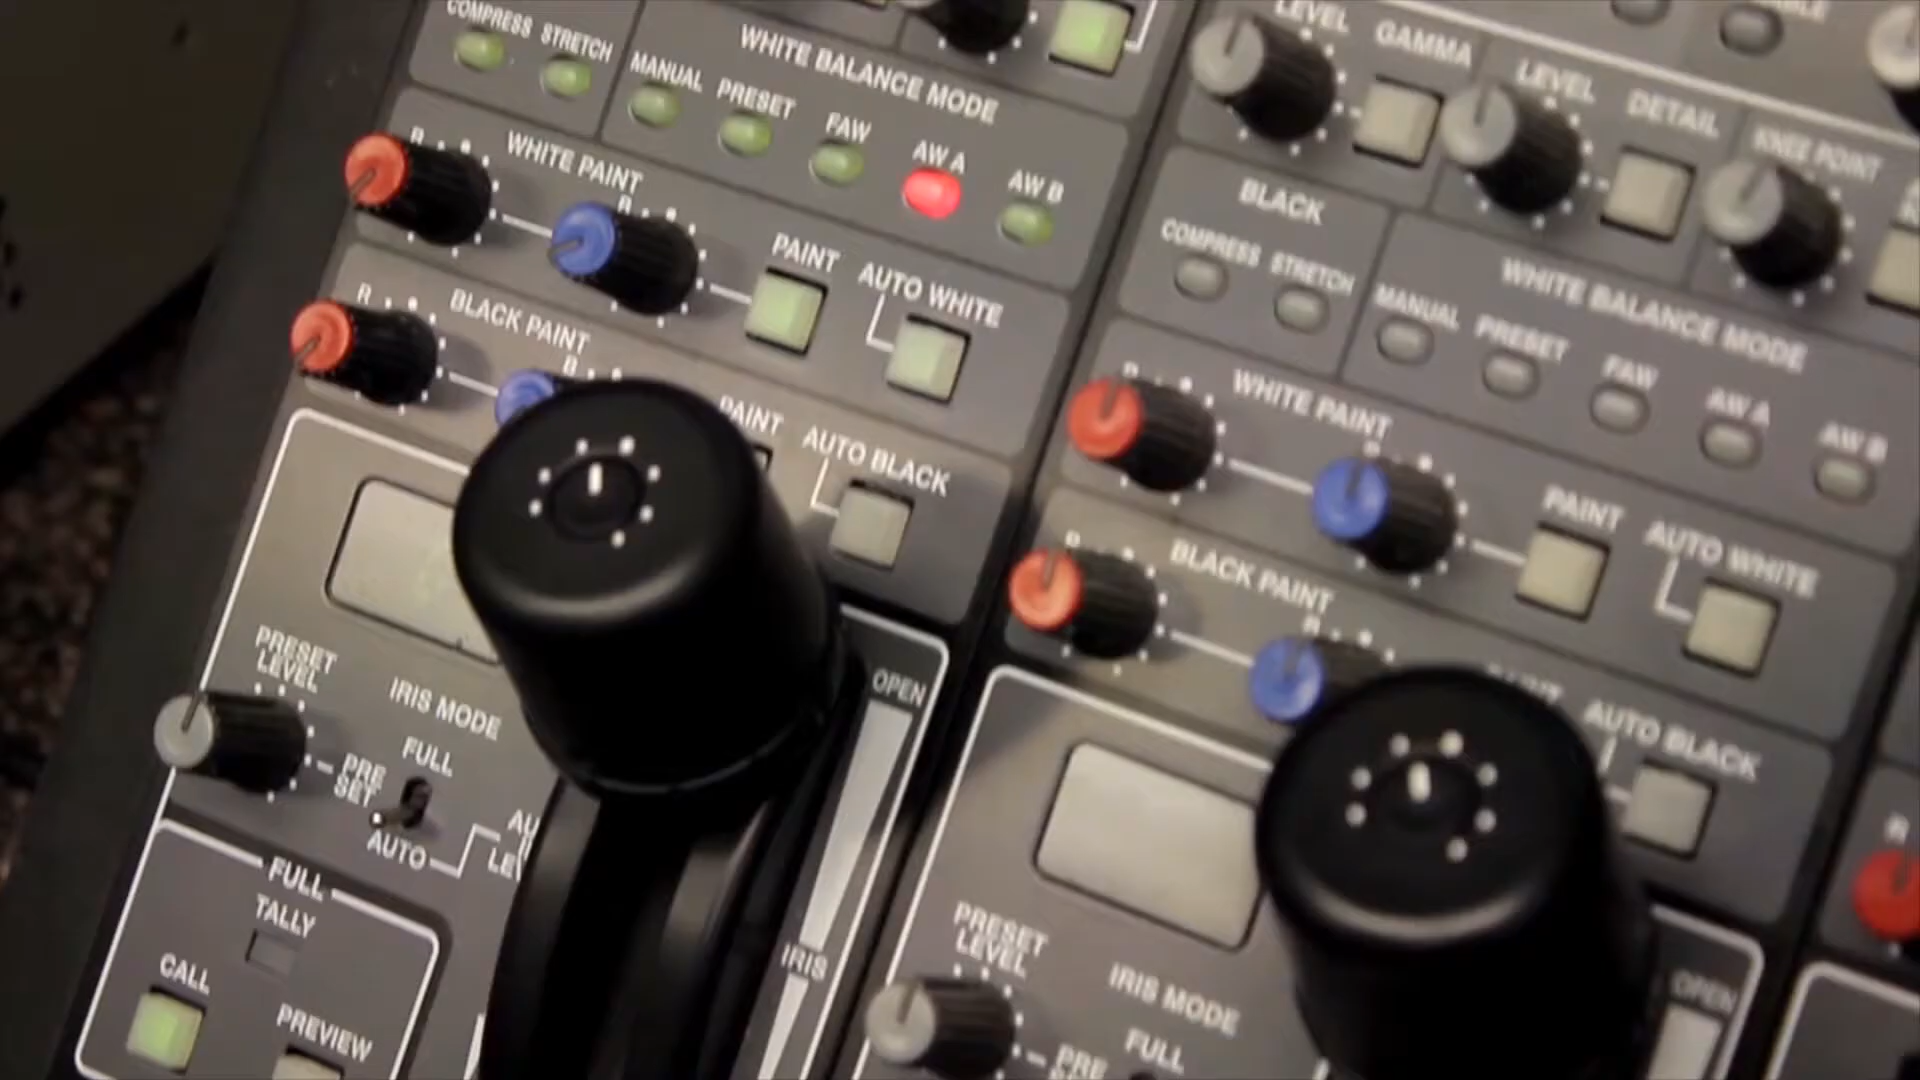 COMPRESS STRETCH
WHITE BALANCE MODE
MANUAL PRESET FAW AW A AW B
R WHITE PAINT B
PAINT AUTO WHITE
R BLACK PAINT B
PAINT AUTO BLACK
PRESET
LEVEL
IRIS MODE
FULL
PRE
SET
AUTO
OPEN
IRIS
FULL
TALLY
CALL
PREVIEW
LEVEL GAMMA
LEVEL DETAIL
KNEE POINT
BLACK
COMPRESS STRETCH
WHITE BALANCE MODE
MANUAL PRESET FAW AW A AW B
R WHITE PAINT B
PAINT AUTO WHITE
R BLACK PAINT B
AUTO BLACK
PRESET
LEVEL
IRIS MODE
FULL
PRE
OPEN
R